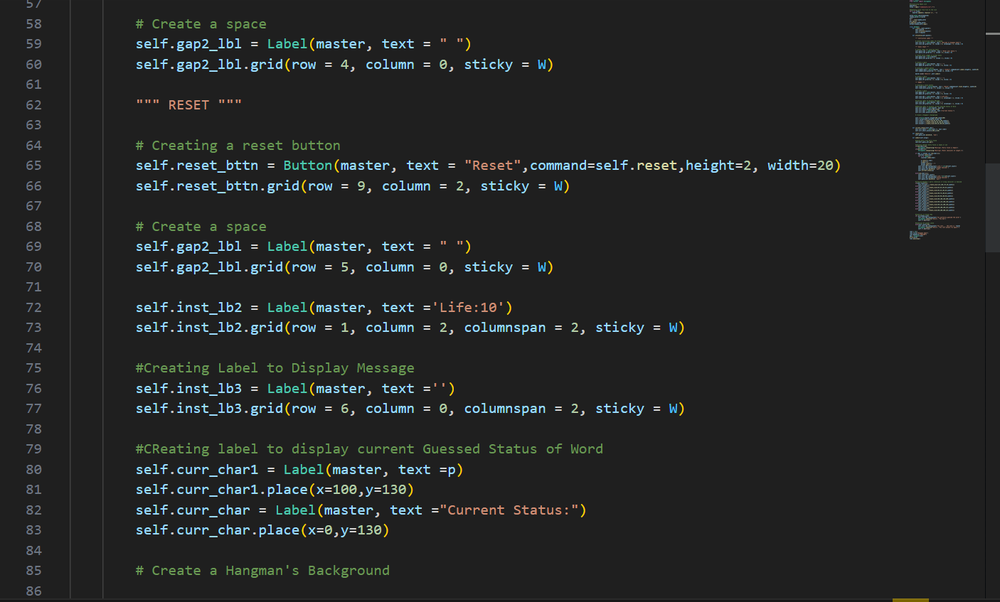 57
58 # Create a space
59 self.gap2_lbl = Label(master, text = " ")
60 self.gap2_lbl.grid(row = 4, column = 0, sticky = W)
61
62 """ RESET """
63
64 # Creating a reset button
65 self.reset_bttn = Button(master, text = "Reset",command=self.reset,height=2, width=20)
66 self.reset_bttn.grid(row = 9, column = 2, sticky = W)
67
68 # Create a space
69 self.gap2_lbl = Label(master, text = " ")
70 self.gap2_lbl.grid(row = 5, column = 0, sticky = W)
71
72 self.inst_lb2 = Label(master, text ='Life:10')
73 self.inst_lb2.grid(row = 1, column = 2, columnspan = 2, sticky = W)
74
75 #Creating Label to Display Message
76 self.inst_lb3 = Label(master, text ='')
77 self.inst_lb3.grid(row = 6, column = 0, columnspan = 2, sticky = W)
78
79 #CReating label to display current Guessed Status of Word
80 self.curr_char1 = Label(master, text =p)
81 self.curr_char1.place(x=100,y=130)
82 self.curr_char = Label(master, text ="Current Status:")
83 self.curr_char.place(x=0,y=130)
84
85 # Create a Hangman's Background
86